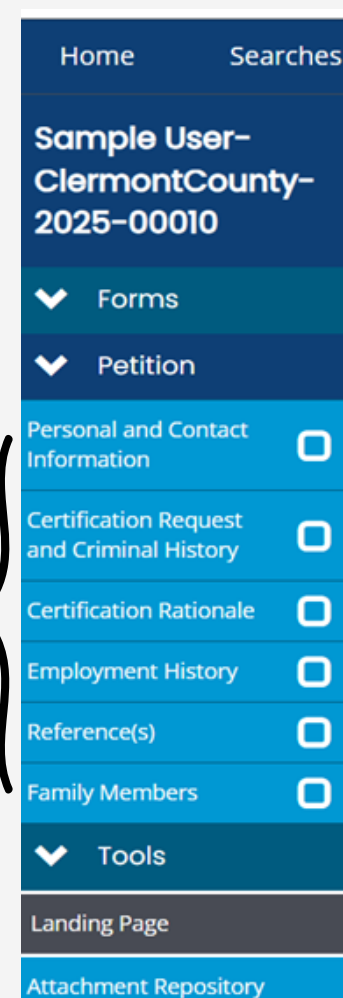 Home Searches
Sample User-
ClermontCounty-
2025-00010
Forms
Petition
Personal and Contact
Information
Certification Request
and Criminal History
Certification Rationale
Employment History
Reference(s)
Family Members
Tools
Landing Page
Attachment Repository